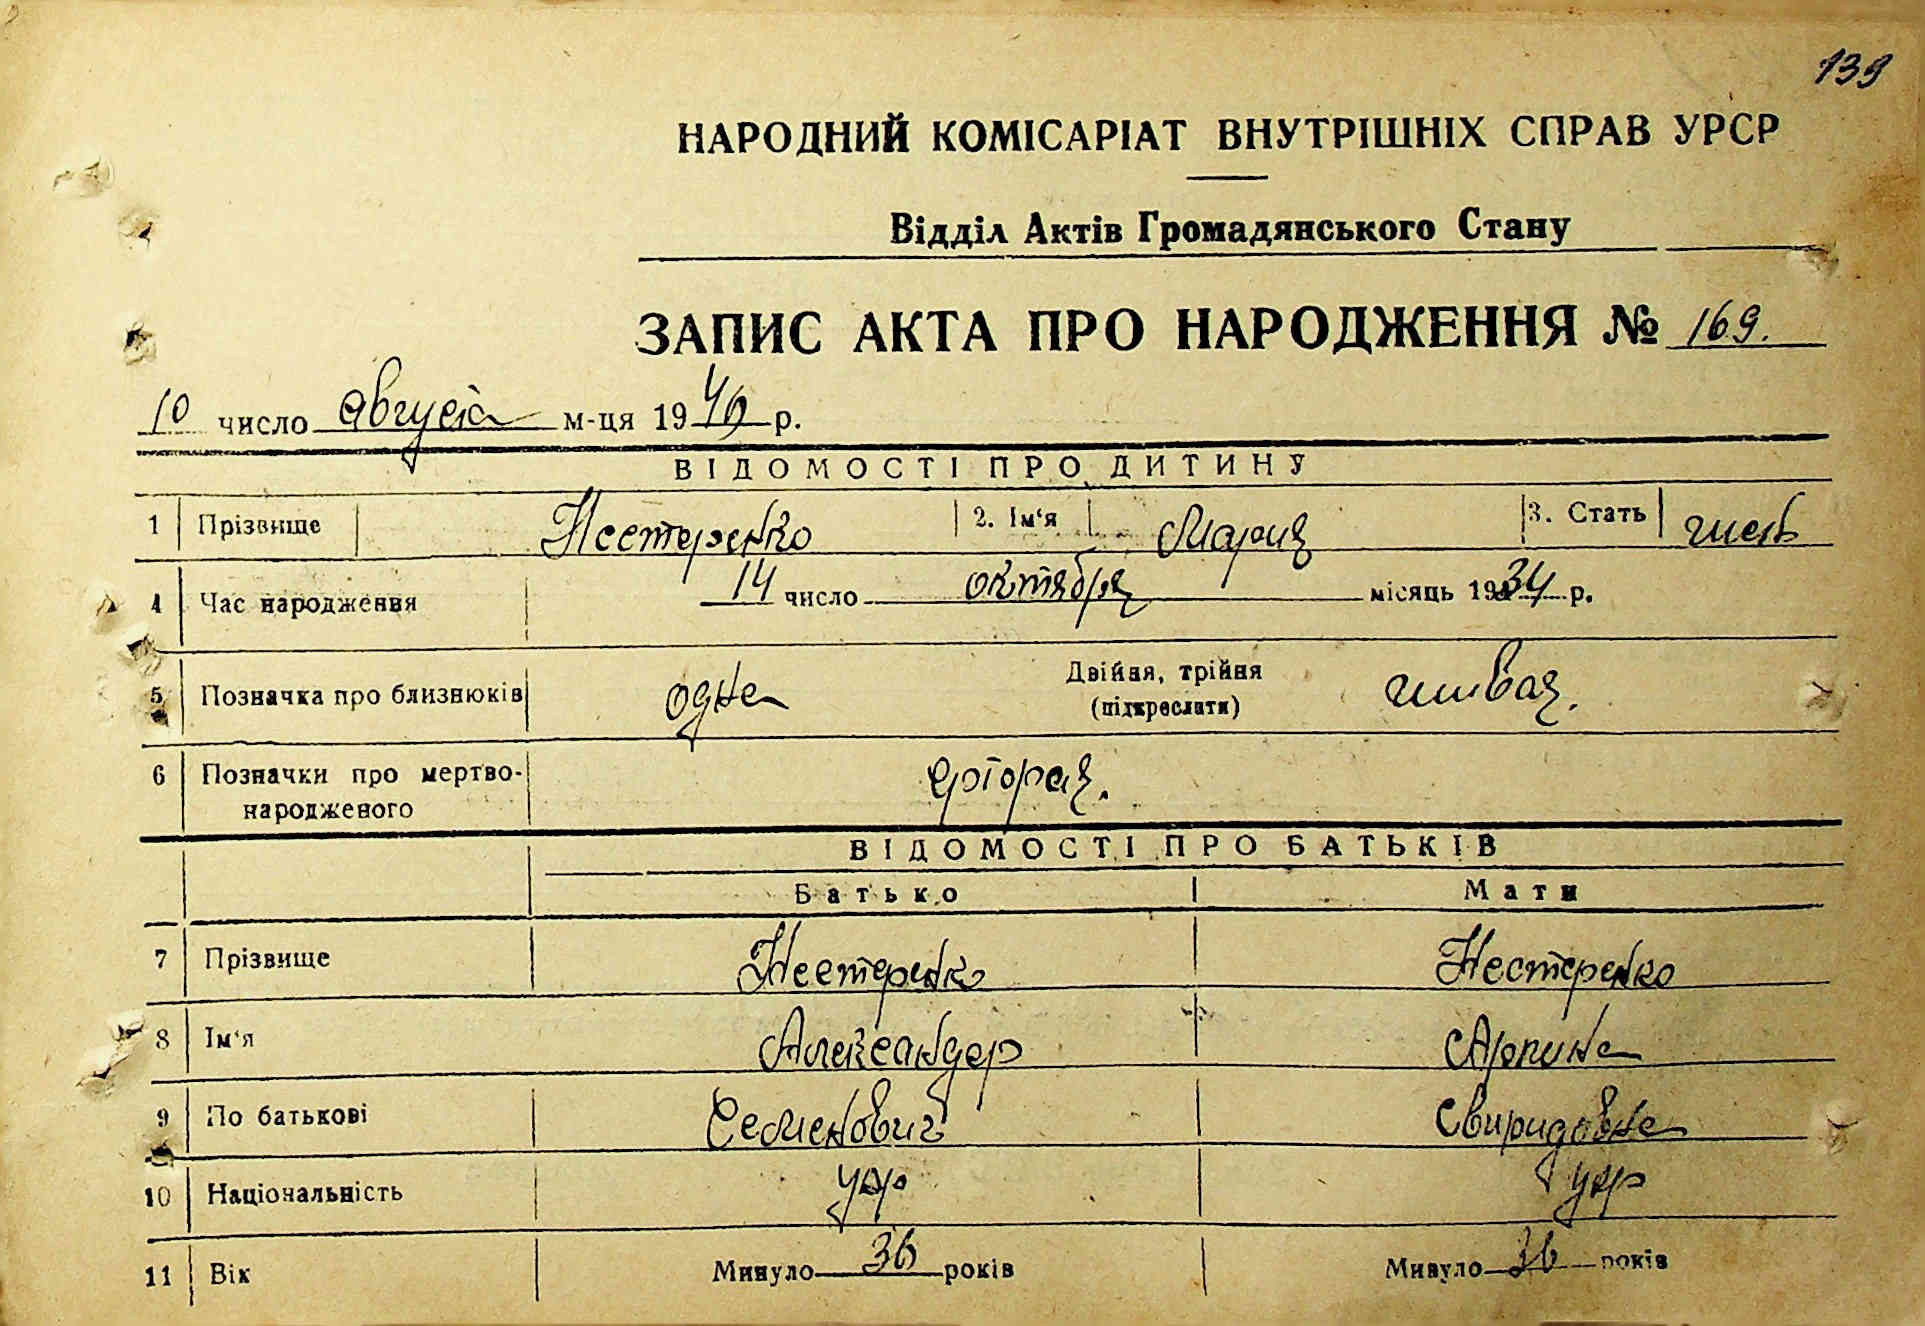 139
НАРОДНИЙ КОМІСАРІАТ ВНУТРІШНІХ СПРАВ УРСР
Відділ Актів Громадянського Стану
ЗАПИС АКТА ПРО НАРОДЖЕННЯ № 169.
10 число августа м-ця 1946 р.
ВІДОМОСТІ ПРО ДИТИНУ
1 Прізвище Нестеренко 2. Ім‘я Мария 3. Стать жен
4 Час народження 14 число октября місяць 1934 р.
5 Позначка про близнюків одна Двійня, трійня (підкреслити) живая.
6 Позначки про мертвонародженого вторая.
ВІДОМОСТІ ПРО БАТЬКІВ
Батько Мати
7 Прізвище Нестеренко Нестеренко
8 Ім‘я Александр
9 По батькові Семенович Свиридовна
10 Національність укр укр
11 Вік Минуло 36 років Минуло 36 років